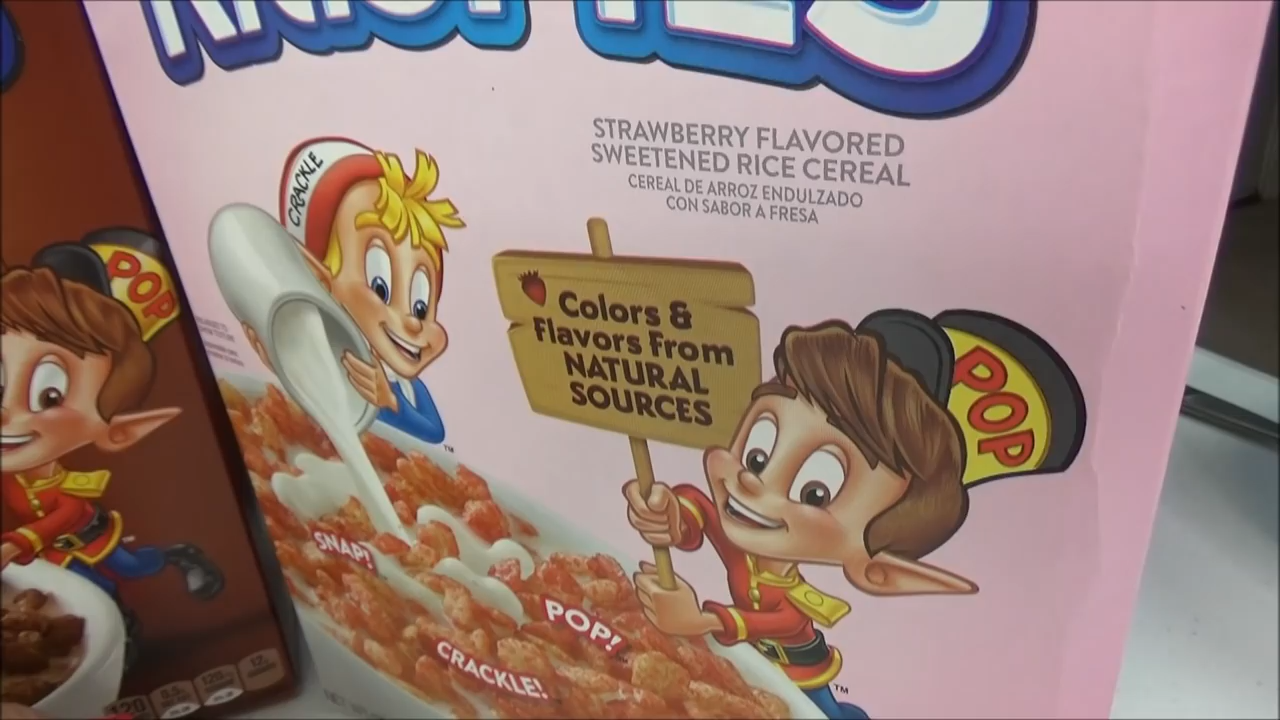 STRAWBERRY FLAVORED
SWEETENED RICE CEREAL
CEREAL DE ARROZ ENDULZADO
CON SABOR A FRESA
CRACKLE
Colors &
Flavors From
NATURAL
SOURCES
POP
POP
SNAP!
POP!
CRACKLE!